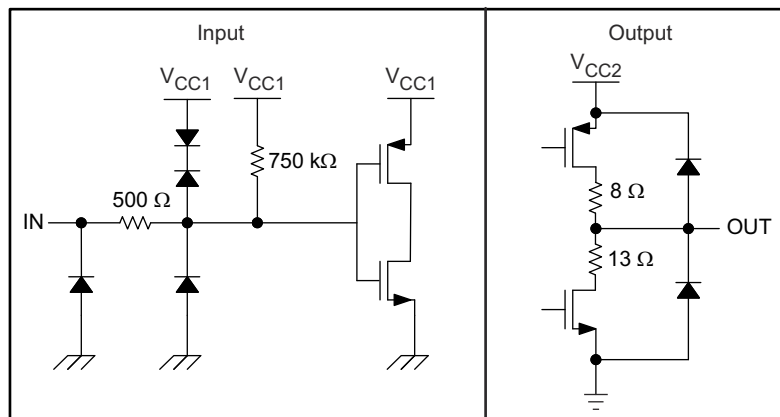 Input
Output
VCC1
VCC1
VCC1
VCC2
750 kΩ
500 Ω
8 Ω
IN
OUT
13 Ω